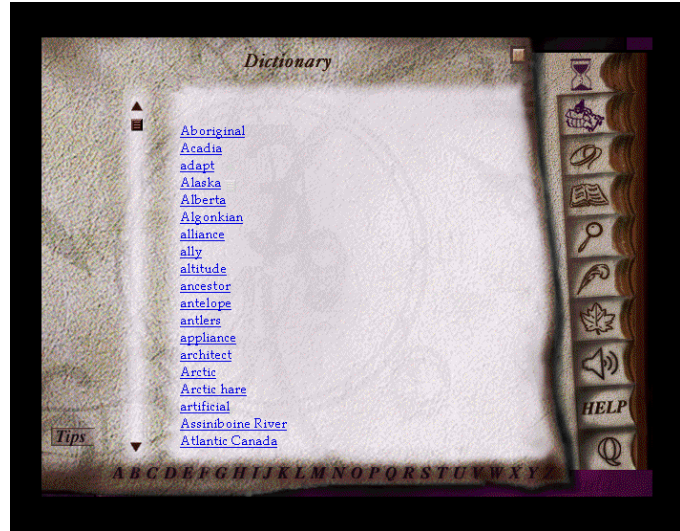 Dictionary
Aboriginal
Acadia
adapt
Alaska
Alberta
Algonkian
alliance
ally
altitude
ancestor
antelope
antlers
appliance
architect
Arctic
Arctic hare
artificial
Assiniboine River
Atlantic Canada
HELP
Tips
Q
A B C D E F G H I J K L M N O P Q R S T U V W X Y Z